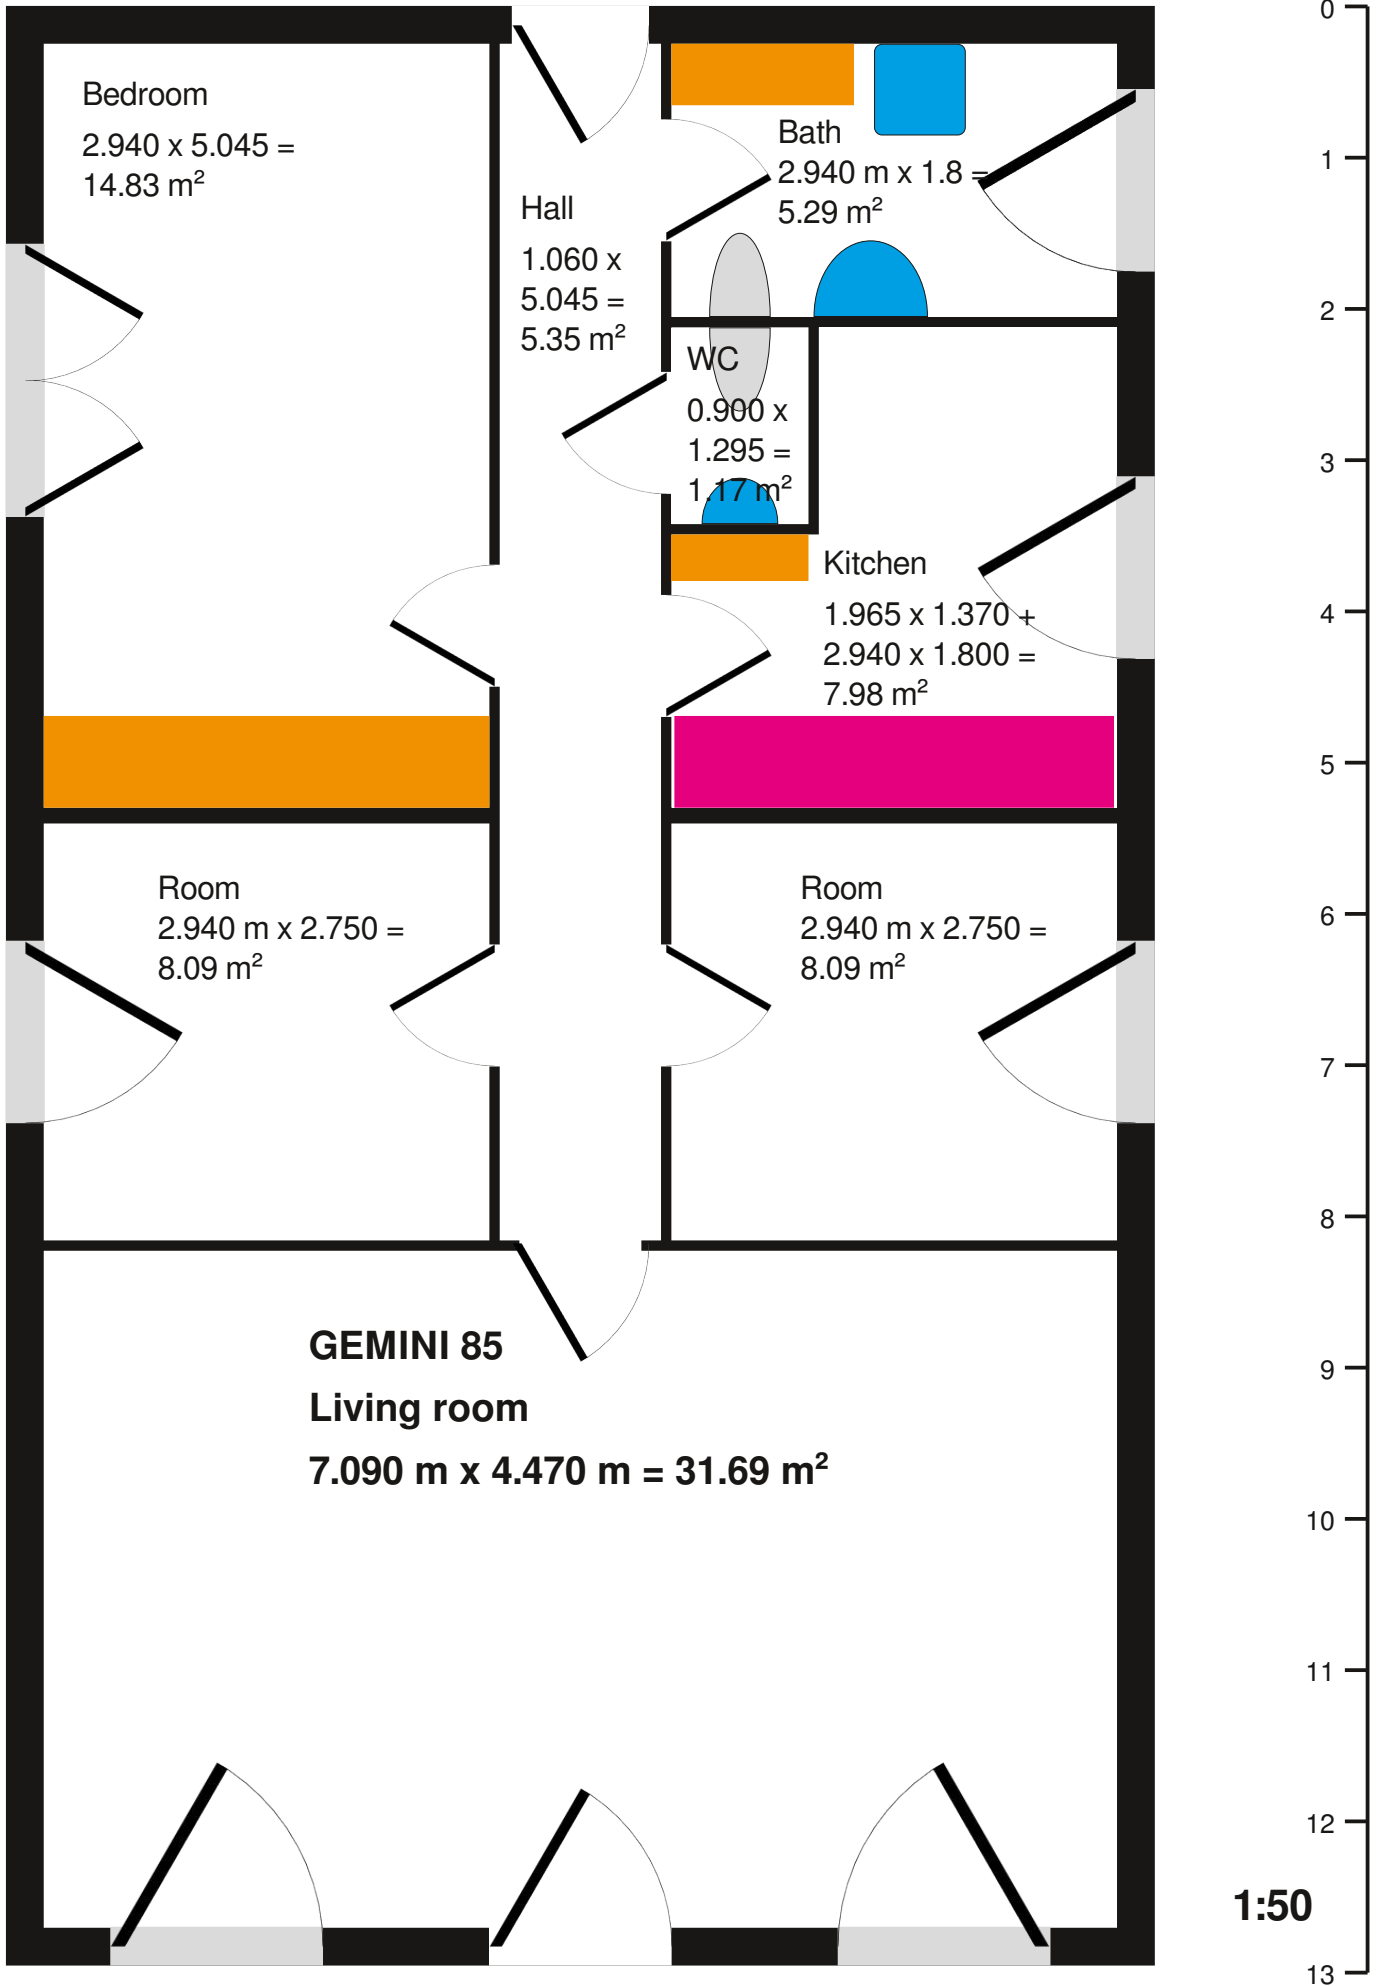 Bedroom
2.940 x 5.045 =
14.83 m²
Hall
1.060 x
5.045 =
5.35 m²
Bath
2.940 m x 1.8 =
5.29 m²
WC
0.900 x
1.295 =
1.17 m²
Kitchen
1.965 x 1.370 +
2.940 x 1.800 =
7.98 m²
Room
2.940 m x 2.750 =
8.09 m²
Room
2.940 m x 2.750 =
8.09 m²
GEMINI 85
Living room
7.090 m x 4.470 m = 31.69 m²
0
1
2
3
4
5
6
7
8
9
10
11
12
1:50
13